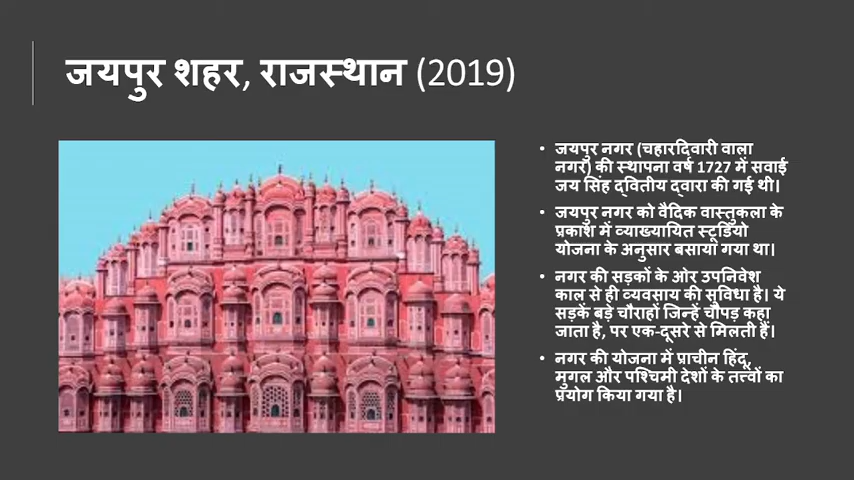 जयपुर शहर, राजस्थान (2019)
• जयपुर नगर (चहारदिवारी वाला
नगर) की स्थापना वर्ष 1727 में सवाई
जय सिंह द्वितीय द्वारा की गई थी।
• जयपुर नगर को वैदिक वास्तुकला के
प्रकाश में व्याख्यायित स्टूडियो
योजना के अनुसार बसाया गया था।
• नगर की सड़कों के ओर उपनिवेश
काल से ही व्यवसाय की सुविधा है। ये
सड़कें बड़े चौराहों जिन्हें चौपड़ कहा
जाता है, पर एक-दूसरे से मिलती हैं।
• नगर की योजना में प्राचीन हिंदू,
मुगल और पश्चिमी देशों के तत्त्वों का
प्रयोग किया गया है।